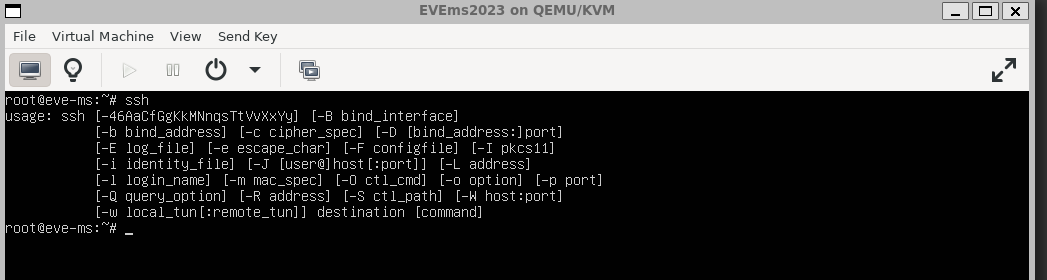 EVEms2023 on QEMU/KVM
File Virtual Machine View Send Key
root@eve-ms:~# ssh
usage: ssh [-46AaCfGgKkMNnqsTtVvXxYy] [-B bind_interface]
           [-b bind_address] [-c cipher_spec] [-D [bind_address:]port]
           [-E log_file] [-e escape_char] [-F configfile] [-I pkcs11]
           [-i identity_file] [-J [user@]host[:port]] [-L address]
           [-l login_name] [-m mac_spec] [-O ctl_cmd] [-o option] [-p port]
           [-Q query_option] [-R address] [-S ctl_path] [-W host:port]
           [-w local_tun[:remote_tun]] destination [command]
root@eve-ms:~# _